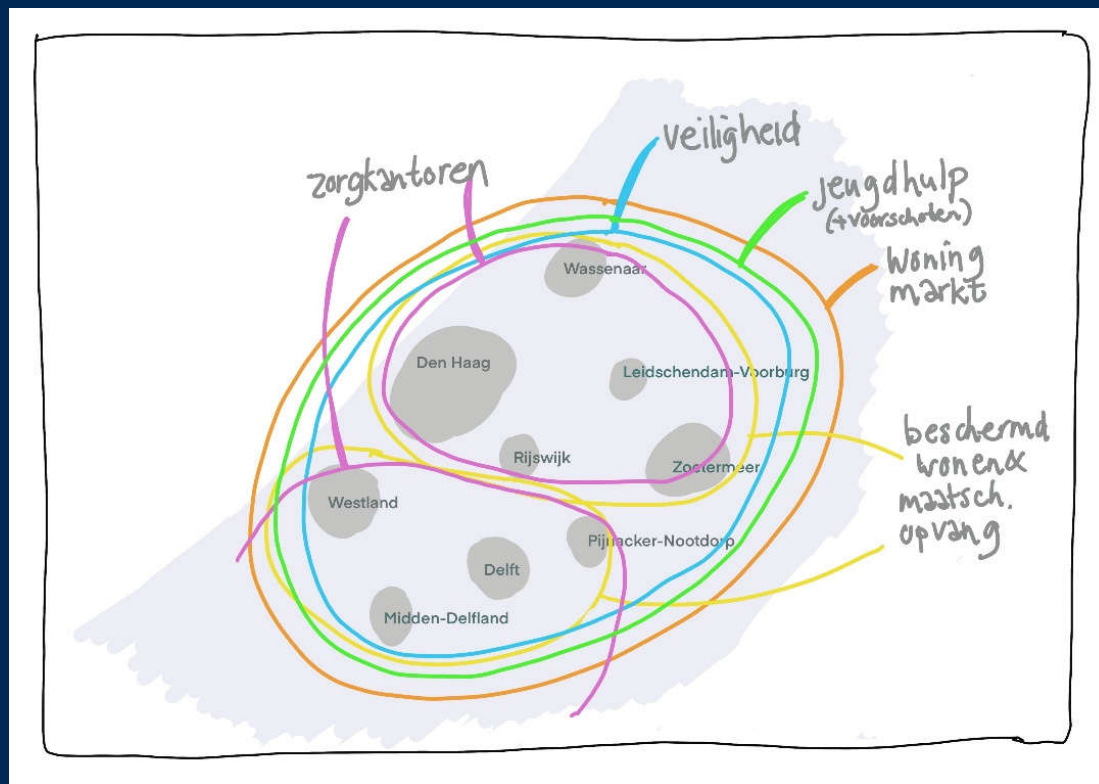 veiligheid
zorgkantoren
jeugdhulp
(+voorschoten)
woning
markt
Wassenaar
Den Haag
Leidschendam-Voorburg
Rijswijk
Zoetermeer
beschermd
wonen &
maatsch.
opvang
Westland
Pijnacker-Nootdorp
Delft
Midden-Delfland